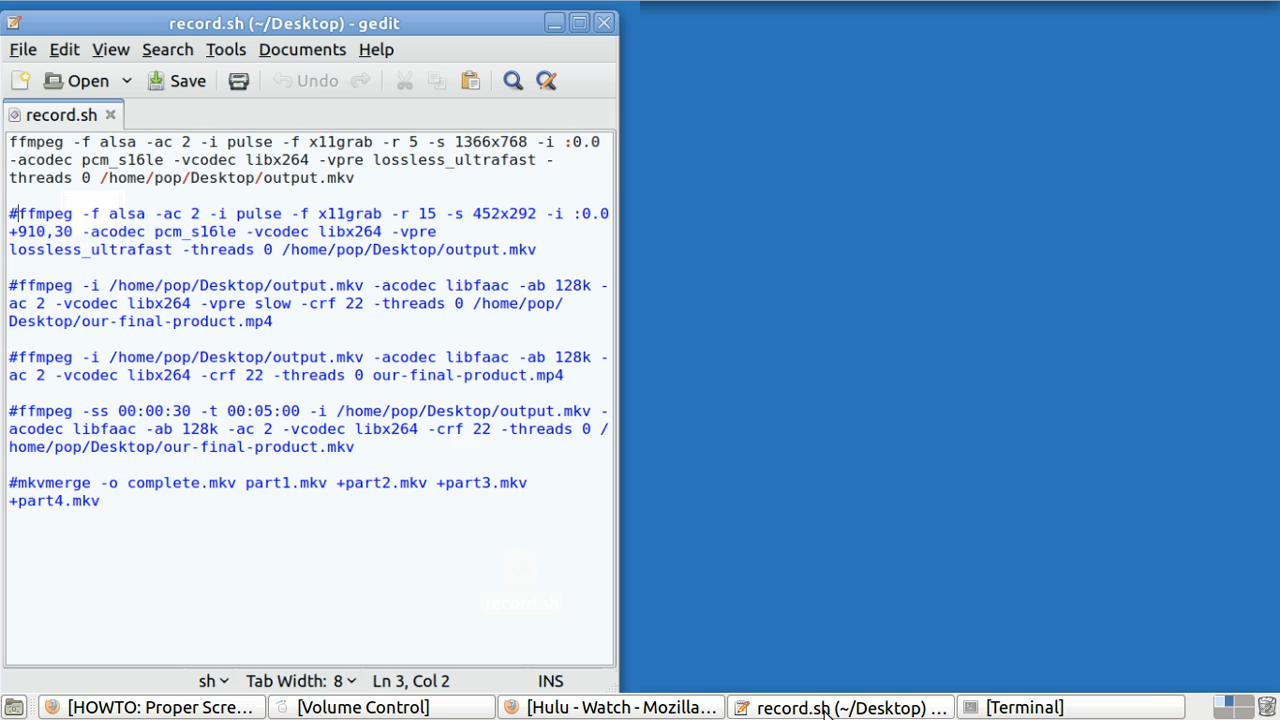 record.sh (~/Desktop) - gedit
File Edit View Search Tools Documents Help
Open Save Undo
record.sh
ffmpeg -f alsa -ac 2 -i pulse -f x11grab -r 5 -s 1366x768 -i :0.0
-acodec pcm_s16le -vcodec libx264 -vpre lossless_ultrafast -
threads 0 /home/pop/Desktop/output.mkv
#ffmpeg -f alsa -ac 2 -i pulse -f x11grab -r 15 -s 452x292 -i :0.0
+910,30 -acodec pcm_s16le -vcodec libx264 -vpre
lossless_ultrafast -threads 0 /home/pop/Desktop/output.mkv
#ffmpeg -i /home/pop/Desktop/output.mkv -acodec libfaac -ab 128k -
ac 2 -vcodec libx264 -vpre slow -crf 22 -threads 0 /home/pop/
Desktop/our-final-product.mp4
#ffmpeg -i /home/pop/Desktop/output.mkv -acodec libfaac -ab 128k -
ac 2 -vcodec libx264 -crf 22 -threads 0 our-final-product.mp4
#ffmpeg -ss 00:00:30 -t 00:05:00 -i /home/pop/Desktop/output.mkv -
acodec libfaac -ab 128k -ac 2 -vcodec libx264 -crf 22 -threads 0 /
home/pop/Desktop/our-final-product.mkv
#mkvmerge -o complete.mkv part1.mkv +part2.mkv +part3.mkv
+part4.mkv
record.sh
sh Tab Width: 8 Ln 3, Col 2 INS
[HOWTO: Proper Scre... [Volume Control] [Hulu - Watch - Mozilla... record.sh (~/Desktop) ... [Terminal]